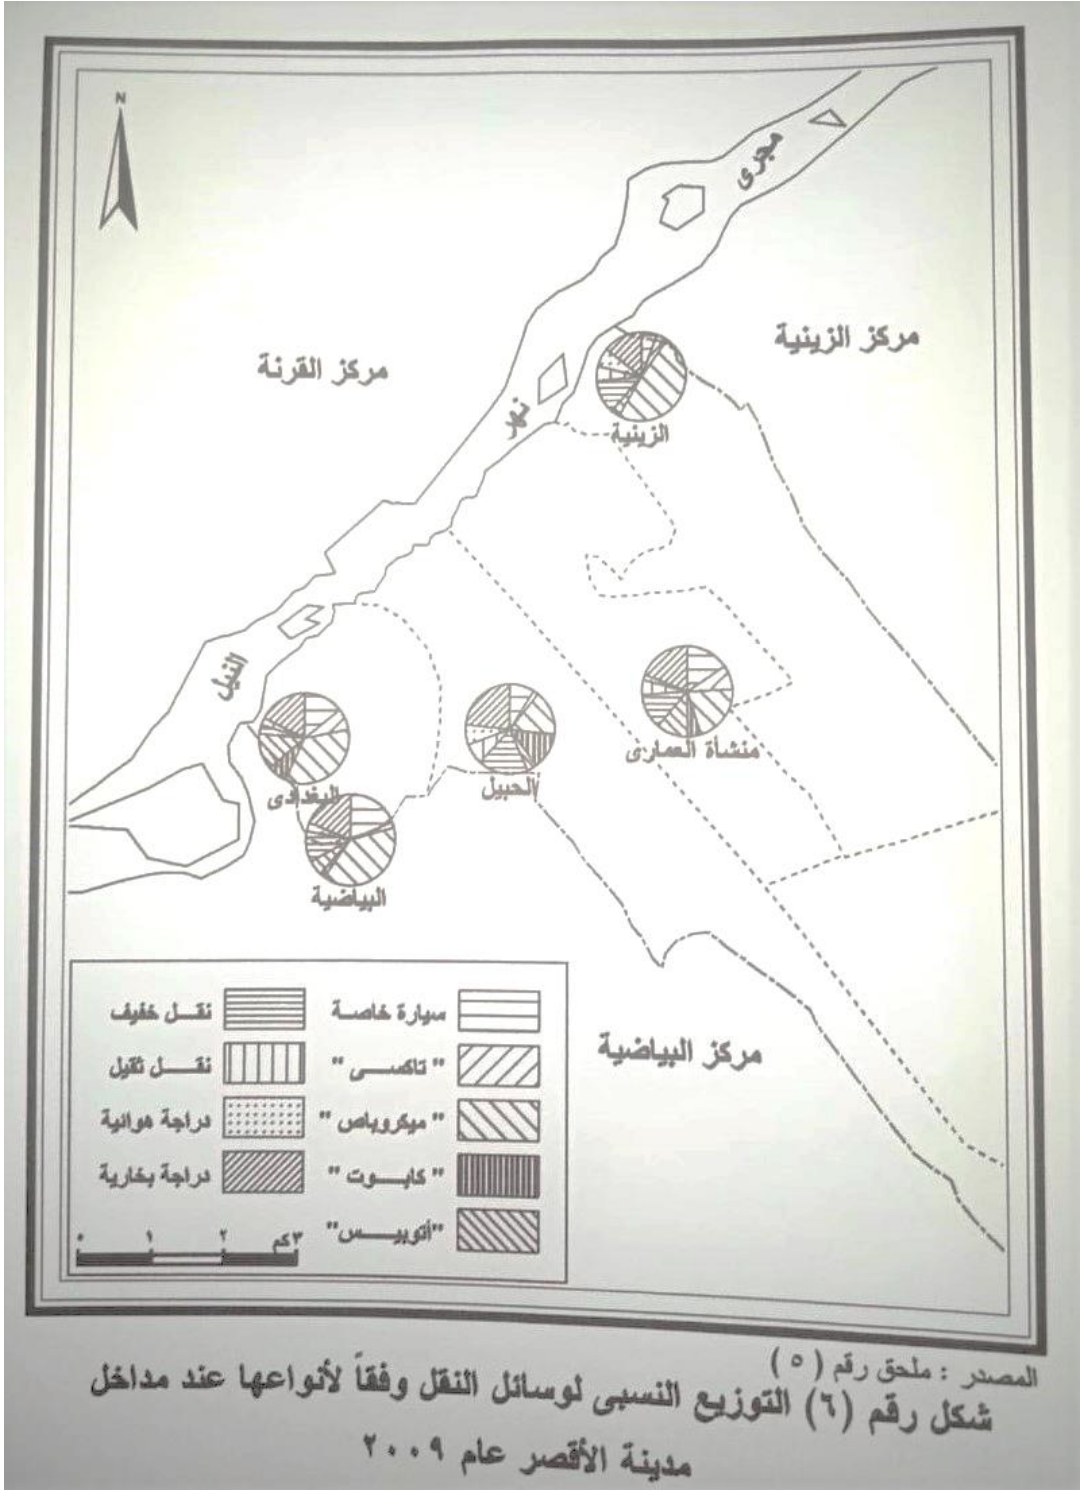 N
مجرى
مركز الزينية
مركز القرنة
نهر
الزينية
النيل
منشأة العمارى
الحبيل
البغدادى
البياضية
مركز البياضية
سيارة خاصة
نقل خفيف
" تاكسى "
نقل ثقيل
" ميكروباص "
دراجة هوائية
" كابوت "
دراجة بخارية
"أتوبيس"
٠ ١ ٢ ٣كم
المصدر : ملحق رقم ( ٥ )
شكل رقم (٦) التوزيع النسبى لوسائل النقل وفقاً لأنواعها عند مداخل
مدينة الأقصر عام ٢٠٠٩